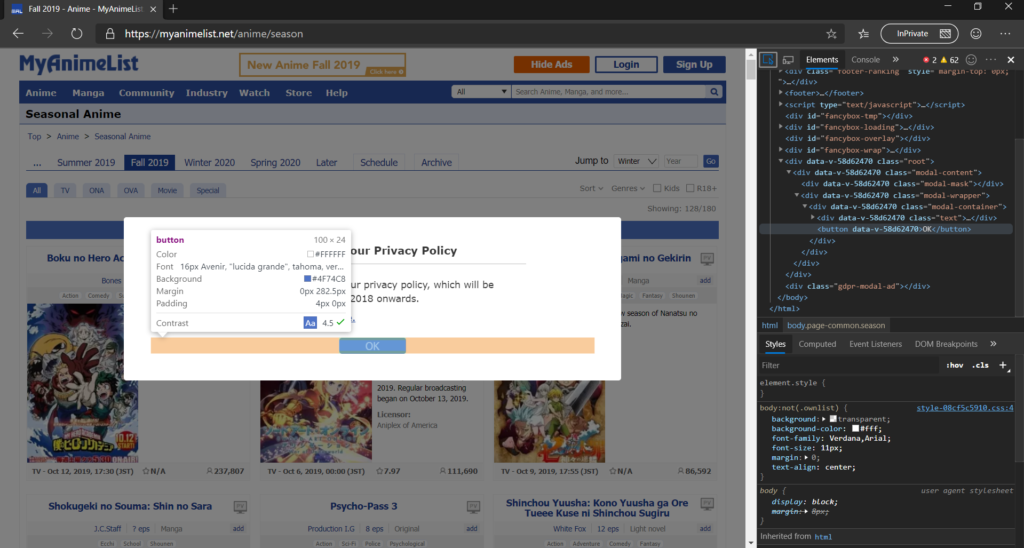 Fall 2019 - Anime - MyAnimeList
https://myanimelist.net/anime/season
InPrivate
MyAnimeList
New Anime Fall 2019
Click here
Hide Ads
Login
Sign Up
Anime Manga Community Industry Watch Store Help
All
Search Anime, Manga, and more...
Seasonal Anime
Top > Anime > Seasonal Anime
... Summer 2019 Fall 2019 Winter 2020 Spring 2020 Later Schedule Archive
Jump to Winter Year Go
All TV ONA OVA Movie Special
Sort Genres Kids R18+
Showing: 128/180
our Privacy Policy
ur privacy policy, which will be
2018 onwards.
OK
button 100 × 24
Color #FFFFFF
Font 16px Avenir, "lucida grande", tahoma, ver...
Background #4F74C8
Margin 0px 282.5px
Padding 4px 0px
Contrast Aa 4.5
Boku no Hero Ac
Bones
add
Action Comedy
gami no Gekirin
add
Fantasy Shounen
w season of Nanatsu no
zai.
10.12
2019. Regular broadcasting
began on October 13, 2019.
Licensor:
Aniplex of America
TV - Oct 12, 2019, 17:30 (JST) N/A 237,807
TV - Oct 6, 2019, 00:00 (JST) 7.97 111,690
TV - Oct 9, 2019, 17:55 (JST) N/A 86,592
Shokugeki no Souma: Shin no Sara
J.C.Staff 7 eps Manga add
Ecchi School Shounen
Psycho-Pass 3
Production I.G 8 eps Original add
Action Sci-Fi Police Psychological
Shinchou Yuusha: Kono Yuusha ga Ore
Tueee Kuse ni Shinchou Sugiru
White Fox 12 eps Light novel add
Action Adventure Comedy Fantasy
Elements Console 2 62
<div class="footer-ranking" style="margin-top: 0px;
">…</div>
<footer>…</footer>
<script type="text/javascript">…</script>
<div id="fancybox-tmp"></div>
<div id="fancybox-loading">…</div>
<div id="fancybox-overlay"></div>
<div id="fancybox-wrap">…</div>
<div data-v-58d62470 class="root">
<div data-v-58d62470 class="modal-content">
<div data-v-58d62470 class="modal-mask"></div>
<div data-v-58d62470 class="modal-wrapper">
<div data-v-58d62470 class="modal-container">
<div data-v-58d62470 class="text">…</div>
<button data-v-58d62470>OK</button>
</div>
</div>
</div>
</div>
<div class="gdpr-modal-ad"></div>
</body>
</html>
html body.page-common.season
Styles Computed Event Listeners DOM Breakpoints
Filter :hov .cls +
element.style {
}
body:not(.ownlist) { style-08cf5c5910.css:4
background: transparent;
background-color: #fff;
font-family: Verdana,Arial;
font-size: 11px;
margin: 0;
text-align: center;
}
body { user agent stylesheet
display: block;
margin: 8px;
}
Inherited from html